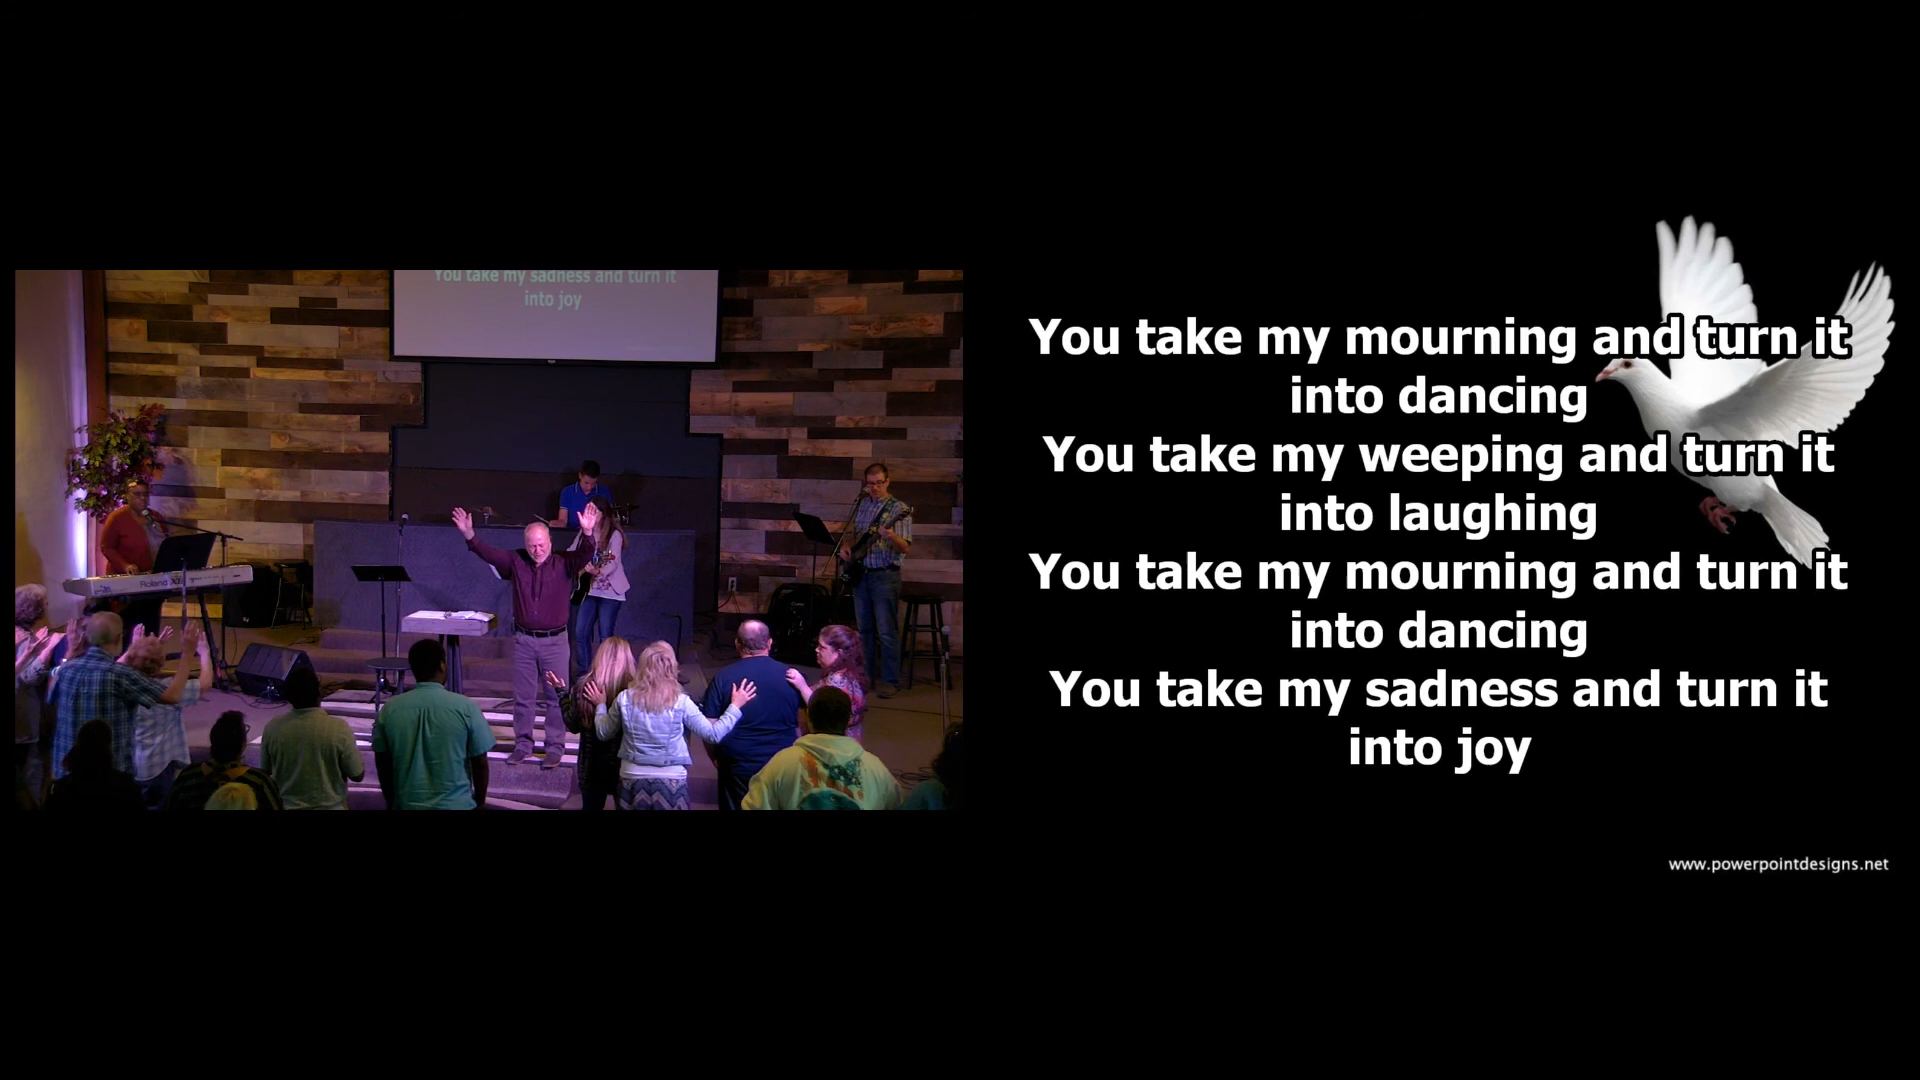 You take my sadness and turn it
into joy
Roland
You take my mourning and turn it
into dancing
You take my weeping and turn it
into laughing
You take my mourning and turn it
into dancing
You take my sadness and turn it
into joy
www.powerpointdesigns.net